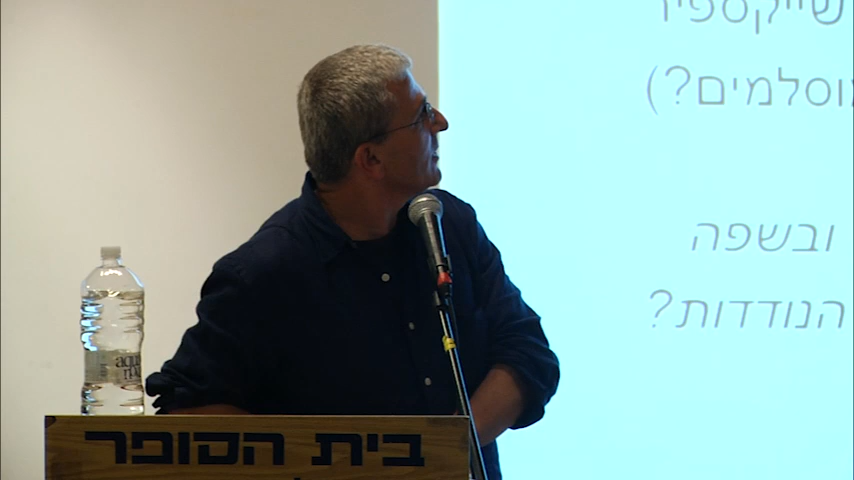 שייקספיר
מוסלמים?)
ובשפה
הנודדות?
בית הסופר
aqua